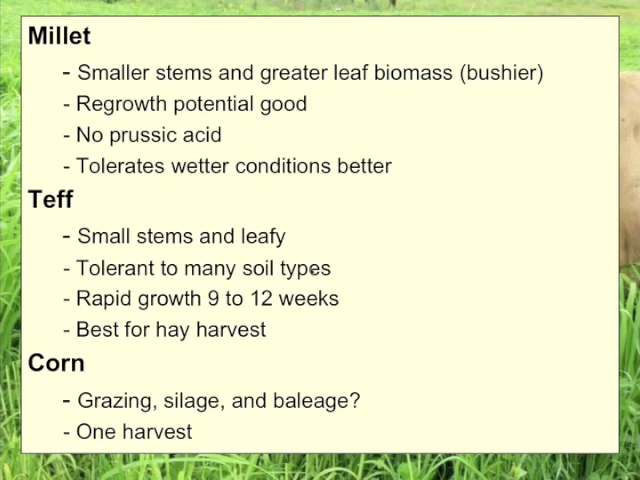 Millet
- Smaller stems and greater leaf biomass (bushier)
- Regrowth potential good
- No prussic acid
- Tolerates wetter conditions better
Teff
- Small stems and leafy
- Tolerant to many soil types
- Rapid growth 9 to 12 weeks
- Best for hay harvest
Corn
- Grazing, silage, and baleage?
- One harvest